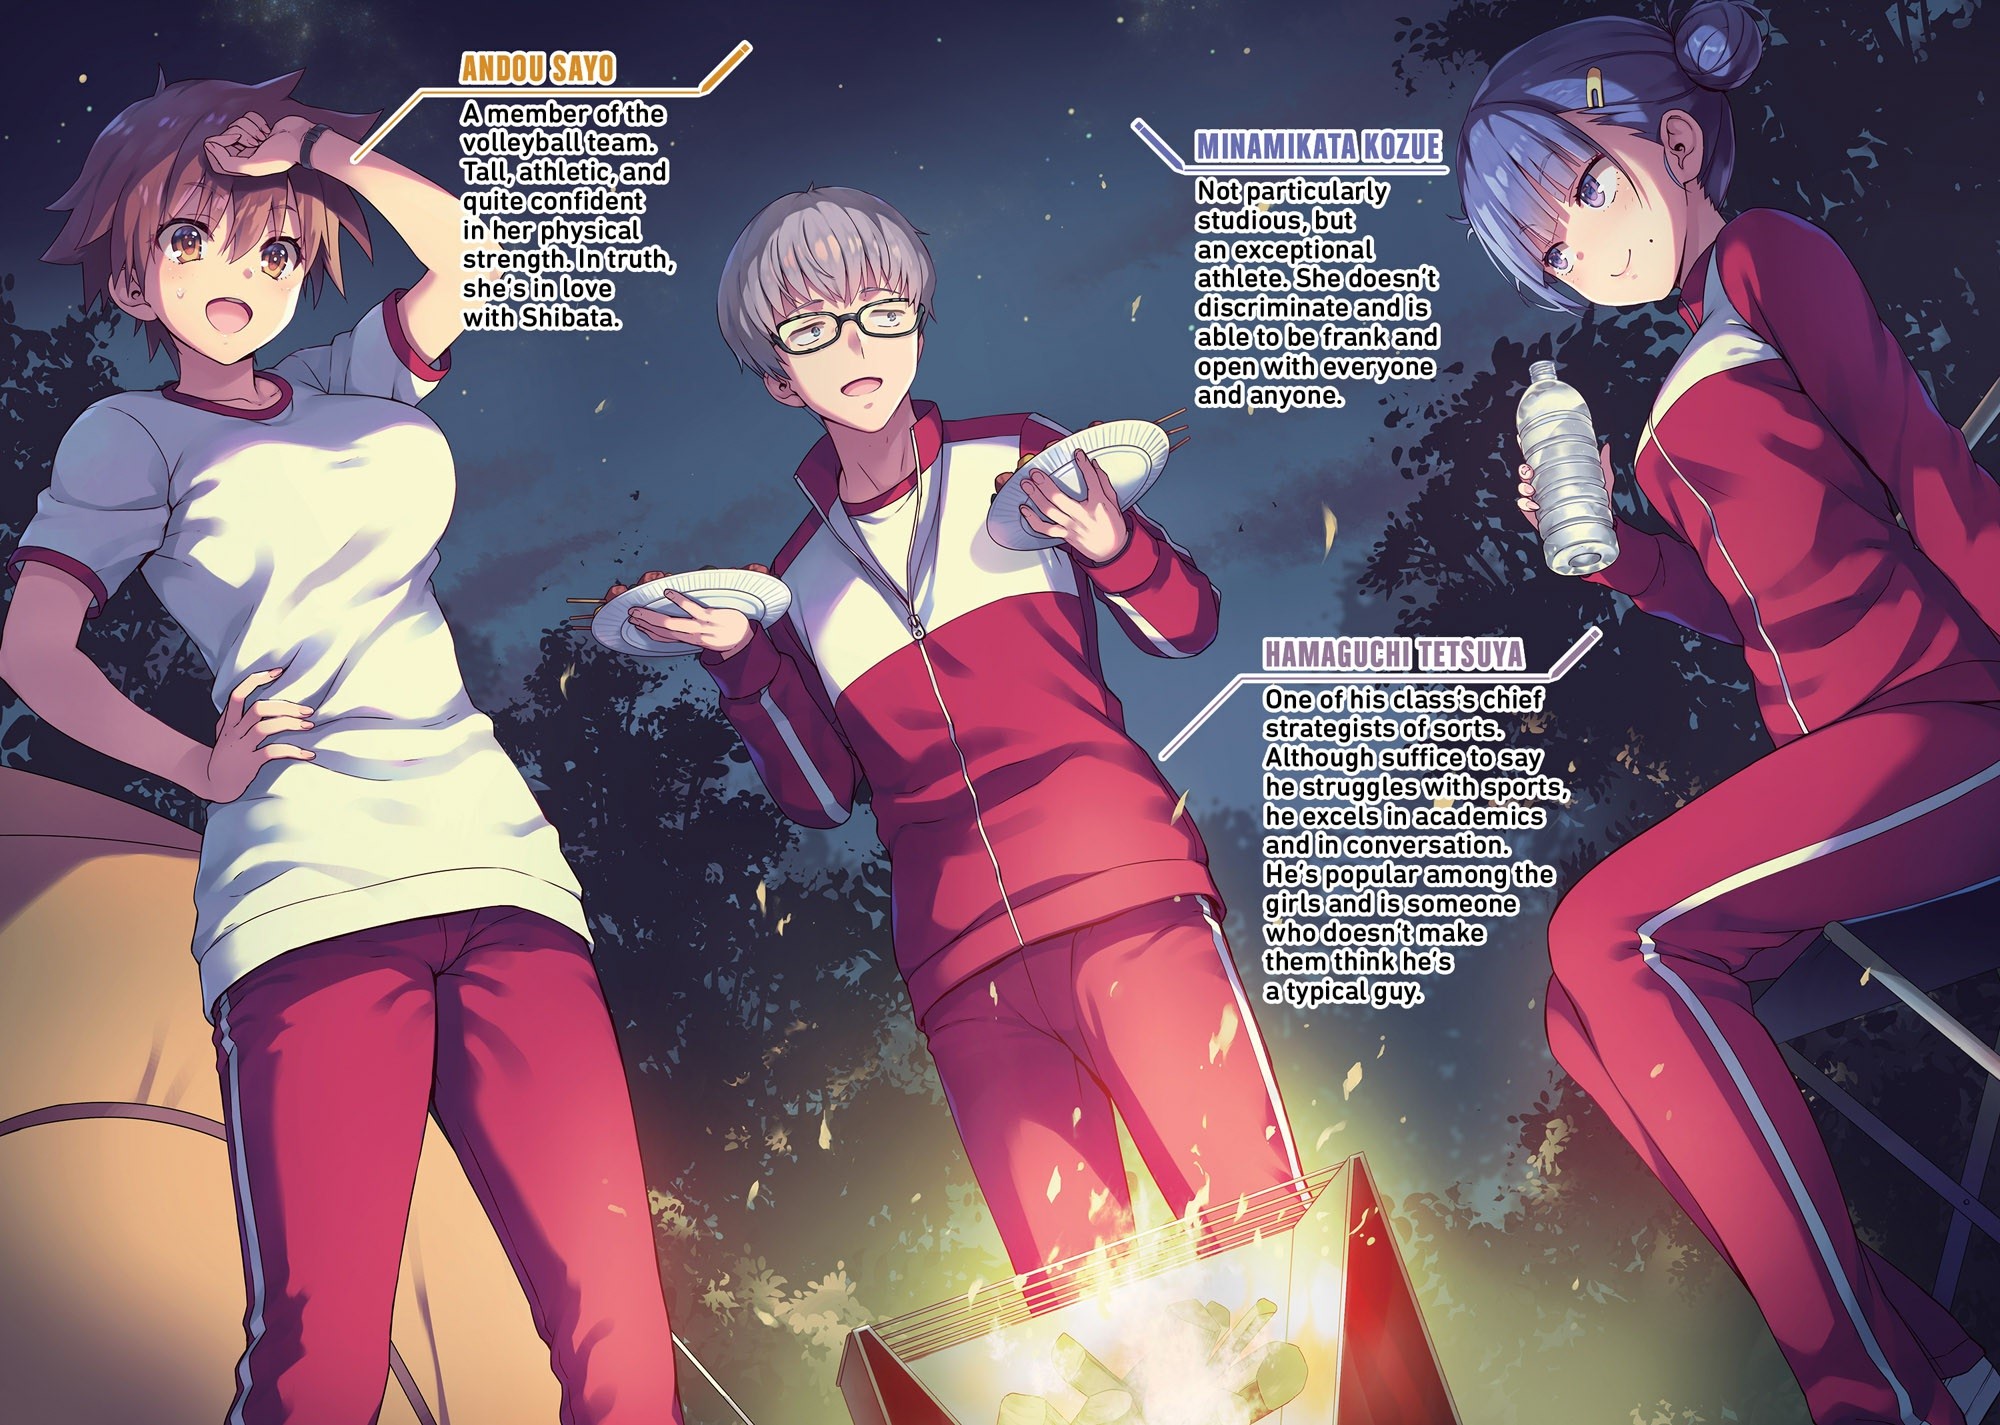 ANDOU SAYO
A member of the
volleyball team.
Tall, athletic, and
quite confident
in her physical
strength. In truth,
she's in love
with Shibata.
MINAMIKATA KOZUE
Not particularly
studious, but
an exceptional
athlete. She doesn't
discriminate and is
able to be frank and
open with everyone
and anyone.
HAMAGUCHI TETSUYA
One of his class's chief
strategists of sorts.
Although suffice to say
he struggles with sports,
he excels in academics
and in conversation.
He's popular among the
girls and is someone
who doesn't make
them think he's
a typical guy.